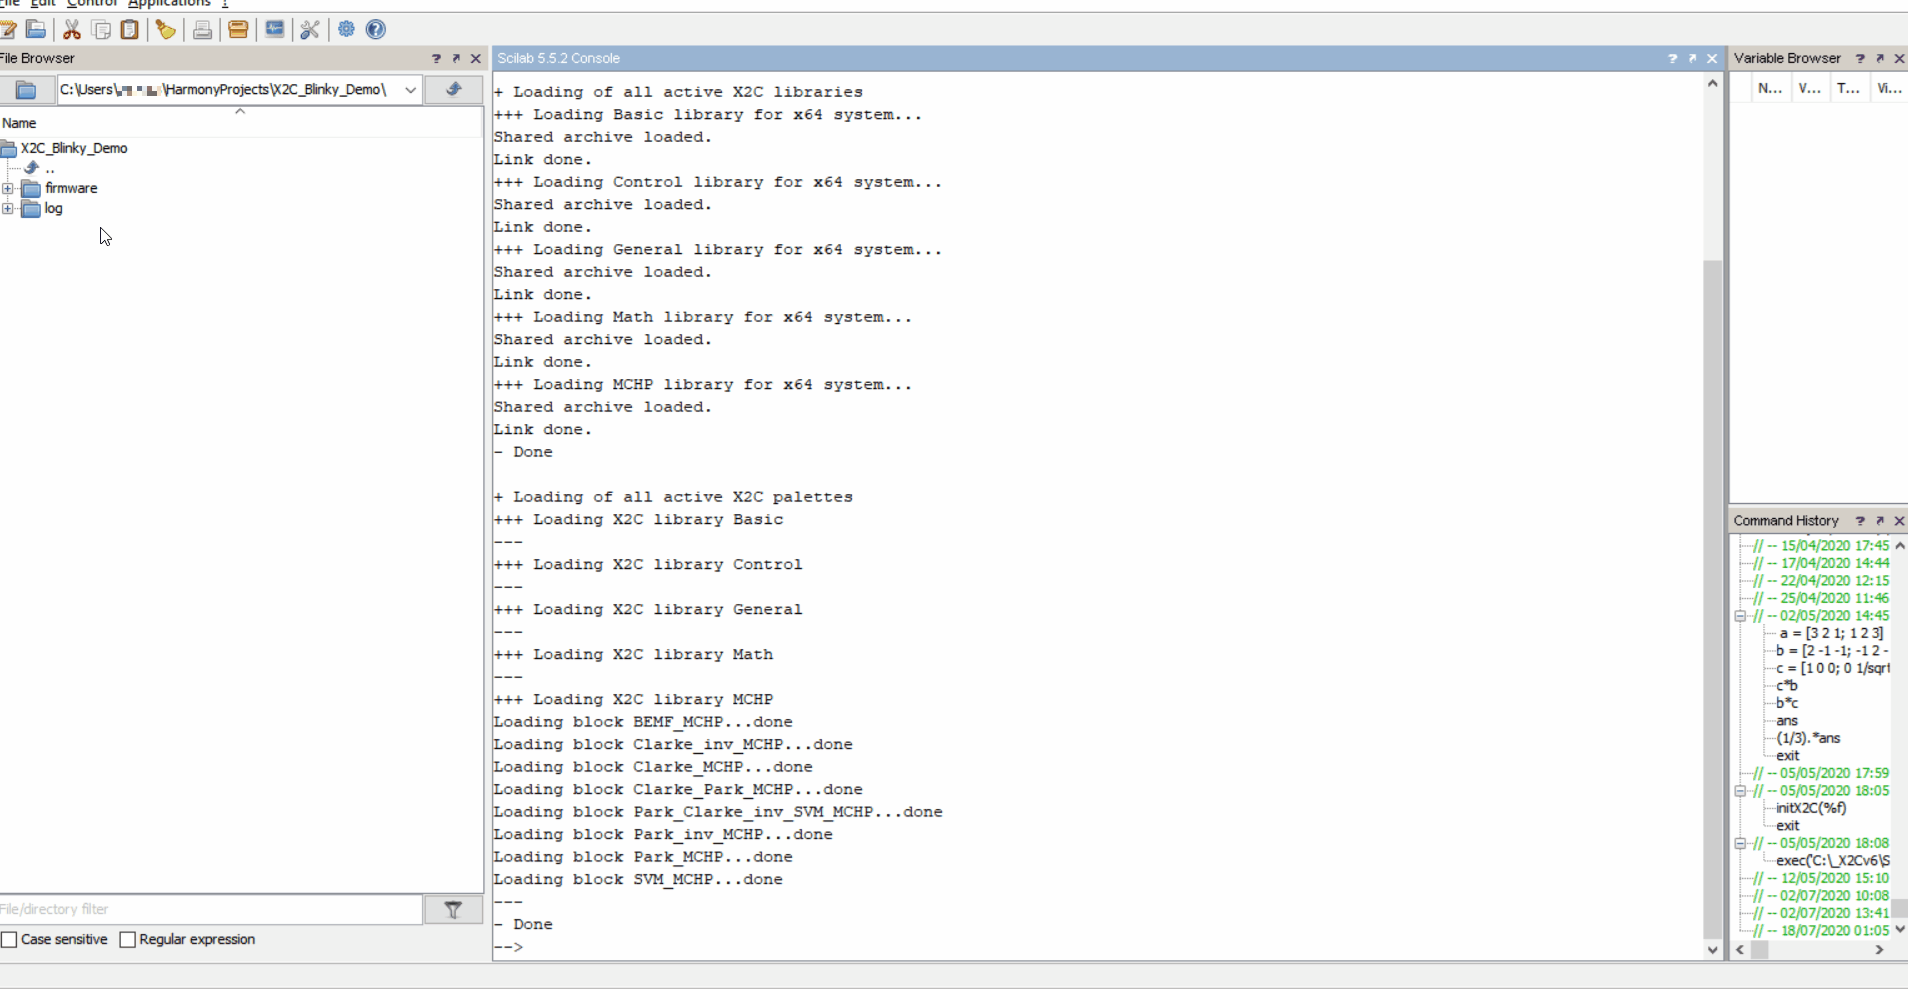 File Edit Control Applications ?
File Browser
C:\Users\ \HarmonyProjects\X2C_Blinky_Demo\
Name
X2C_Blinky_Demo
..
firmware
log
File/directory filter
Case sensitive Regular expression
Scilab 5.5.2 Console
+ Loading of all active X2C libraries
+++ Loading Basic library for x64 system...
Shared archive loaded.
Link done.
+++ Loading Control library for x64 system...
Shared archive loaded.
Link done.
+++ Loading General library for x64 system...
Shared archive loaded.
Link done.
+++ Loading Math library for x64 system...
Shared archive loaded.
Link done.
+++ Loading MCHP library for x64 system...
Shared archive loaded.
Link done.
- Done
+ Loading of all active X2C palettes
+++ Loading X2C library Basic
---
+++ Loading X2C library Control
---
+++ Loading X2C library General
---
+++ Loading X2C library Math
---
+++ Loading X2C library MCHP
Loading block BEMF_MCHP...done
Loading block Clarke_inv_MCHP...done
Loading block Clarke_MCHP...done
Loading block Clarke_Park_MCHP...done
Loading block Park_Clarke_inv_SVM_MCHP...done
Loading block Park_inv_MCHP...done
Loading block Park_MCHP...done
Loading block SVM_MCHP...done
---
- Done
-->
Variable Browser
N... V... T... Vi...
Command History
// -- 15/04/2020 17:45
// -- 17/04/2020 14:44
// -- 22/04/2020 12:15
// -- 25/04/2020 11:46
// -- 02/05/2020 14:45
a = [3 2 1; 1 2 3]
b = [2 -1 -1; -1 2 -
c = [1 0 0; 0 1/sqrt
c*b
b*c
ans
(1/3).*ans
exit
// -- 05/05/2020 17:59
// -- 05/05/2020 18:05
initX2C(%f)
exit
// -- 05/05/2020 18:08
exec('C:\_X2Cv6\S
// -- 12/05/2020 15:10
// -- 02/07/2020 10:08
// -- 02/07/2020 13:41
// -- 18/07/2020 01:05